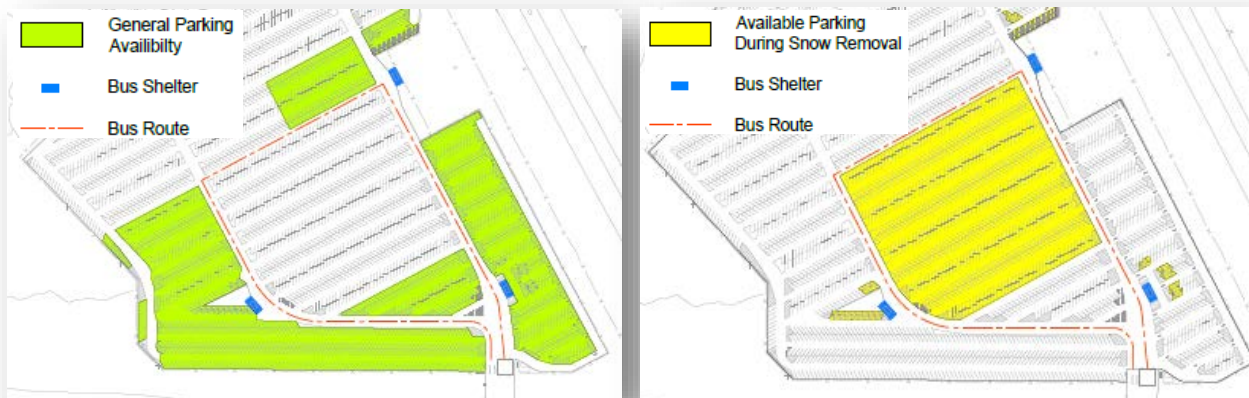 General Parking
Availibilty
Bus Shelter
Bus Route
Available Parking
During Snow Removal
Bus Shelter
Bus Route